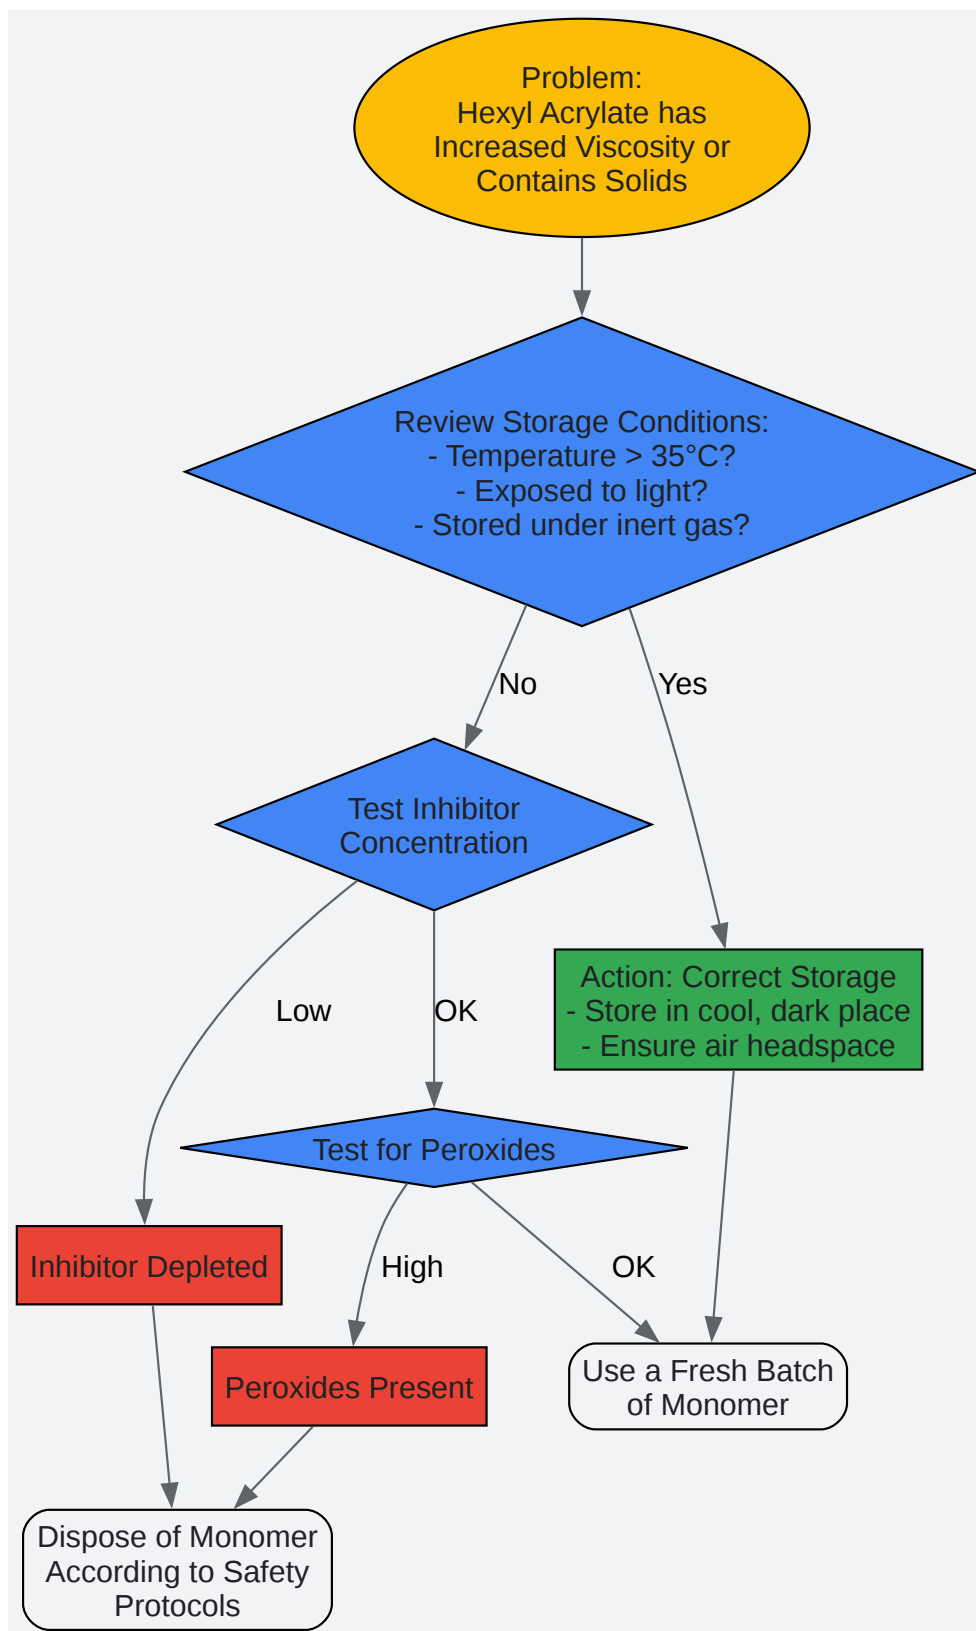 Problem:
Hexyl Acrylate has
Increased Viscosity or
Contains Solids
Review Storage Conditions:
- Temperature > 35°C?
- Exposed to light?
- Stored under inert gas?
No
Yes
Test Inhibitor
Concentration
Action: Correct Storage
- Store in cool, dark place
- Ensure air headspace
Low
OK
Test for Peroxides
Inhibitor Depleted
High
OK
Peroxides Present
Use a Fresh Batch
of Monomer
Dispose of Monomer
According to Safety
Protocols